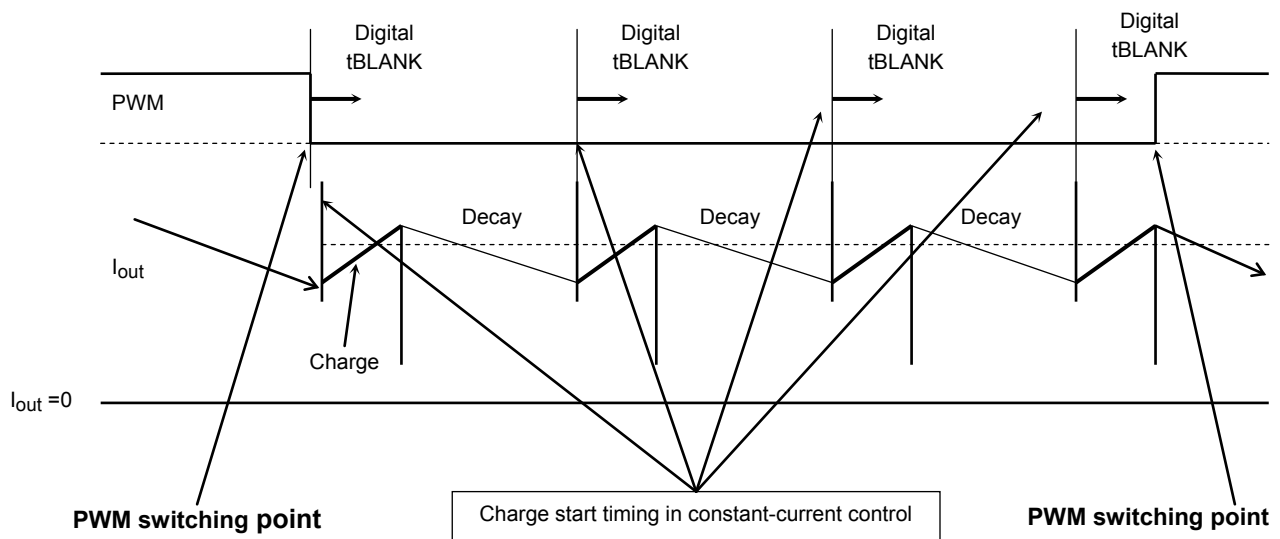 Digital
tBLANK
Digital
tBLANK
Digital
tBLANK
Digital
tBLANK
PWM
Decay
Decay
Decay
Iout
Charge
Iout =0
PWM switching point
Charge start timing in constant-current control
PWM switching point